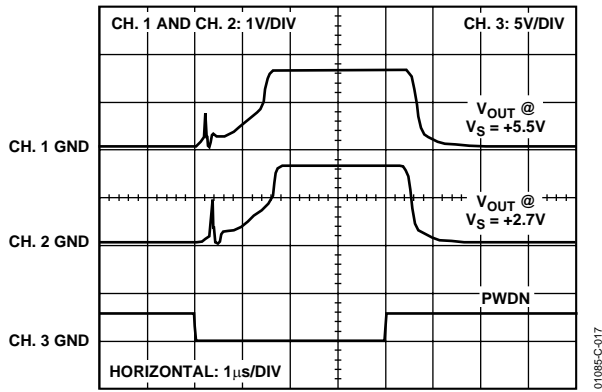 CH. 1 AND CH. 2: 1V/DIV
CH. 3: 5V/DIV
VOUT @
VS = +5.5V
CH. 1 GND
VOUT @
VS = +2.7V
CH. 2 GND
PWDN
CH. 3 GND
HORIZONTAL: 1μs/DIV
01085-C-017